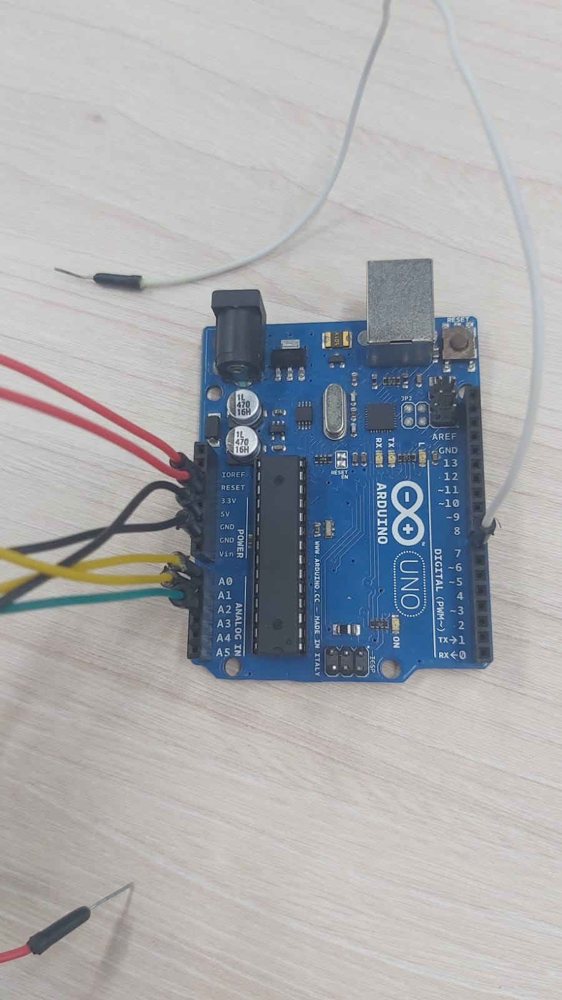 RESET
A10S
1L
470
16H
1L
470
16H
JP2
AREF
GND
13
12
~11
~10
~9
8
7
~6
~5
4
~3
2
TX→1
RX←0
DIGITAL (PWM~)
RX
TX
L
RESET
EN
IOREF
RESET
3.3V
5V
GND
GND
Vin
POWER
A0
A1
A2
A3
A4
A5
ANALOG IN
ARDUINO
UNO
WWW.ARDUINO.CC - MADE IN ITALY
ON
ICSP